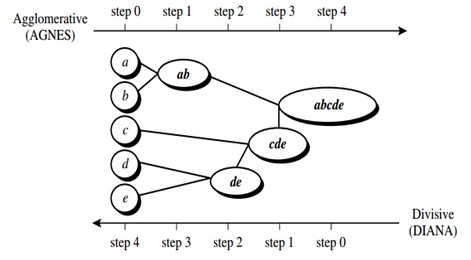 Agglomerative
(AGNES)
step 0 step 1 step 2 step 3 step 4
a
b
c
d
e
ab
de
cde
abcde
Divisive
(DIANA)
step 4 step 3 step 2 step 1 step 0